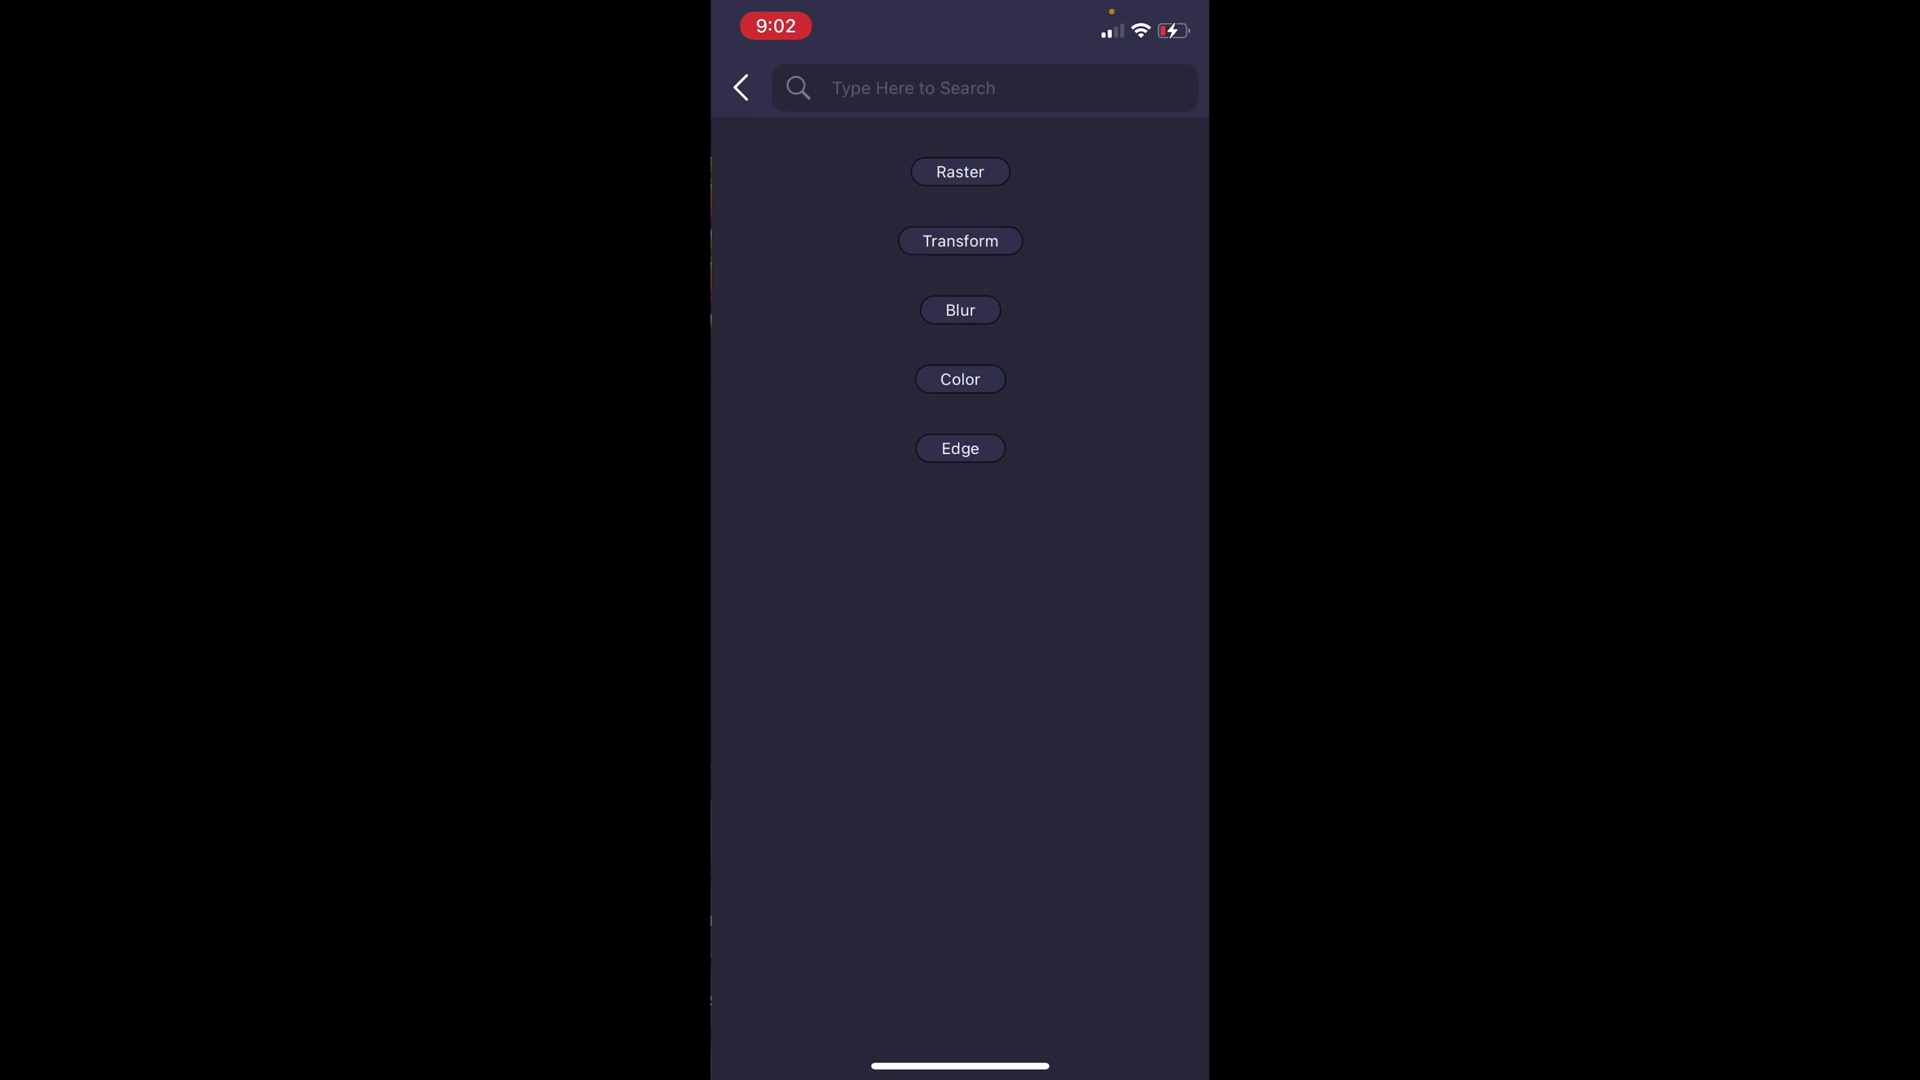 9:02
Type Here to Search
Raster
Transform
Blur
Color
Edge